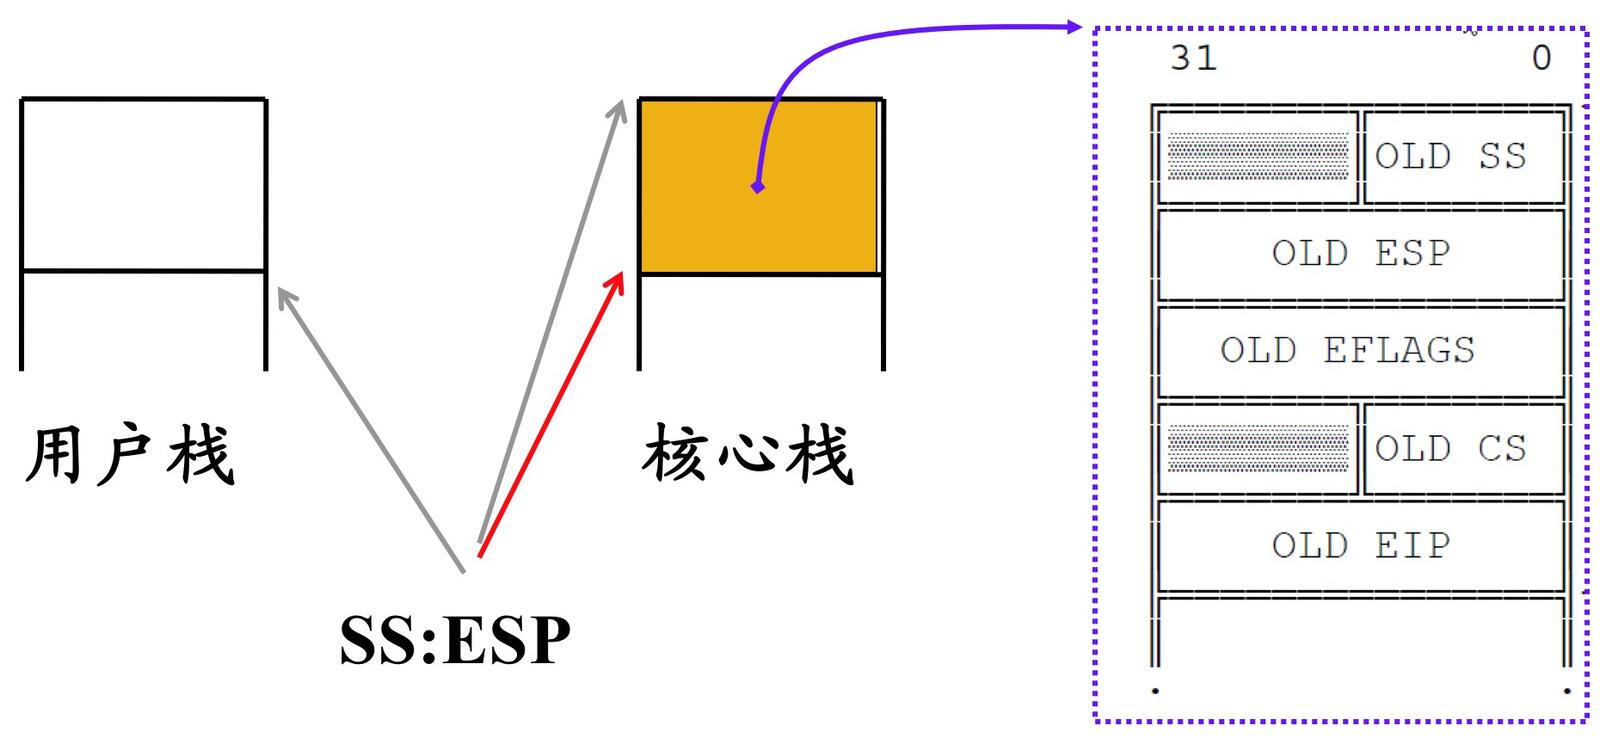 用户栈
核心栈
SS:ESP
31 0
OLD SS
OLD ESP
OLD EFLAGS
OLD CS
OLD EIP